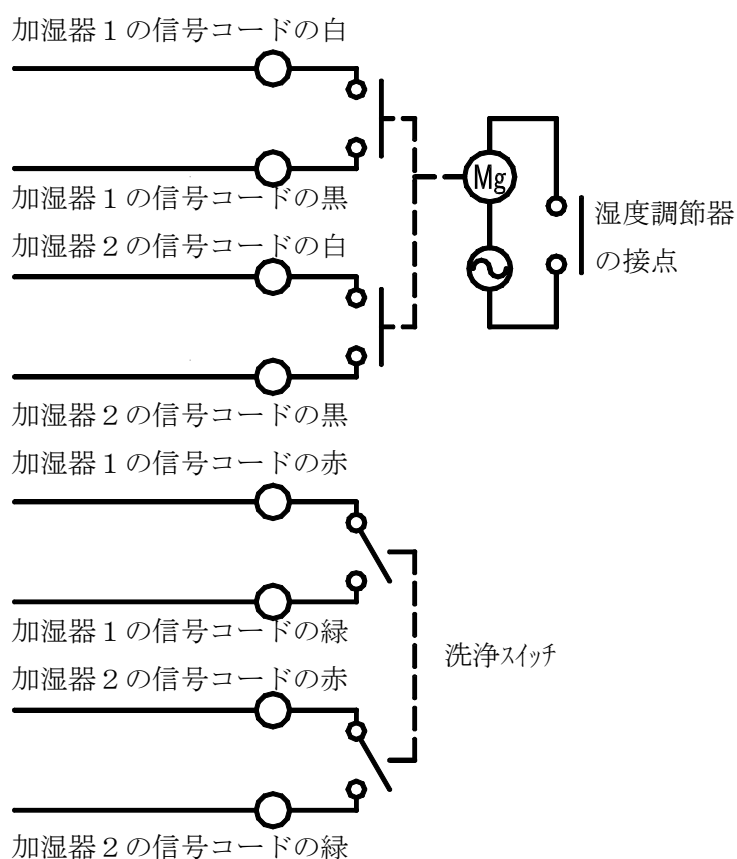 加湿器１の信号コードの白
加湿器１の信号コードの黒
加湿器２の信号コードの白
Mg
湿度調節器
の接点
加湿器２の信号コードの黒
加湿器１の信号コードの赤
加湿器１の信号コードの緑
洗浄ｽｲｯﾁ
加湿器２の信号コードの赤
加湿器２の信号コードの緑